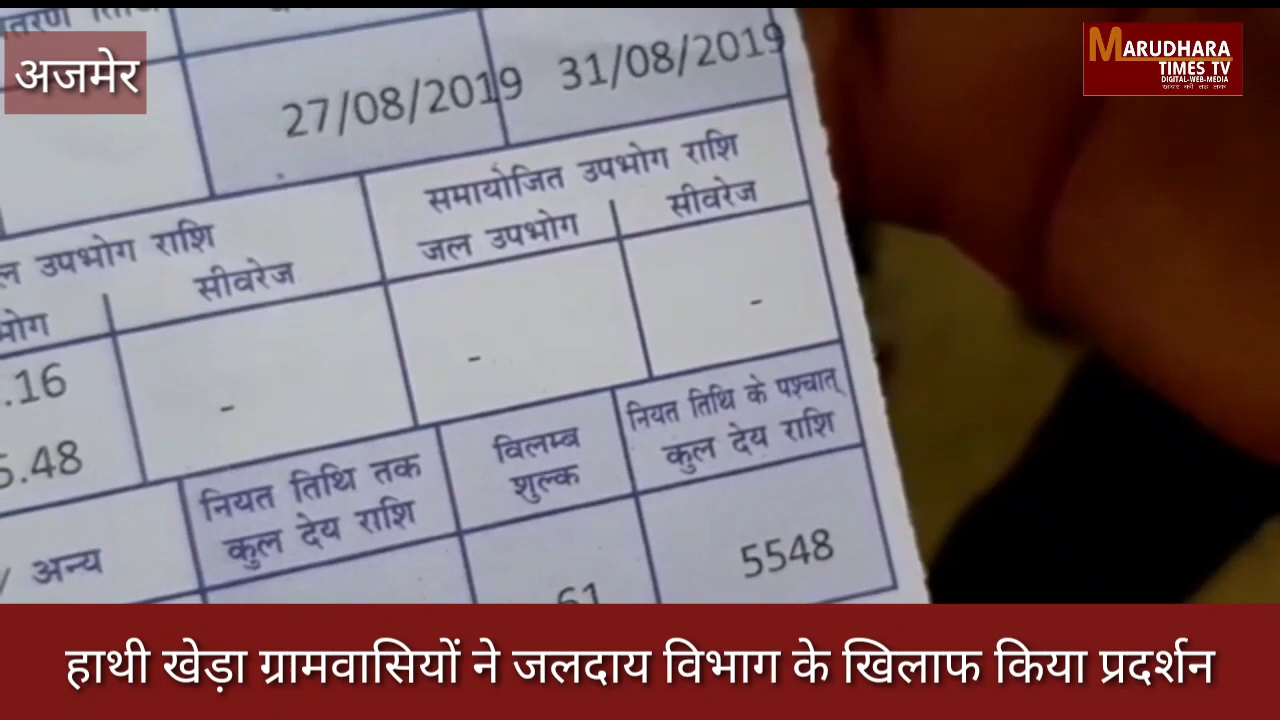 अजमेर
MARUDHARA
TIMES TV
DIGITAL-WEB-MEDIA
27/08/2019 31/08/2019
समायोजित उपभोग राशि
जल उपभोग सीवरेज
उपभोग राशि
सीवरेज
.16
- - -
5.48
नियत तिथि तक
कुल देय राशि
विलम्ब
शुल्क
नियत तिथि के पश्चात्
कुल देय राशि
/ अन्य
61
5548
हाथी खेड़ा ग्रामवासियों ने जलदाय विभाग के खिलाफ किया प्रदर्शन